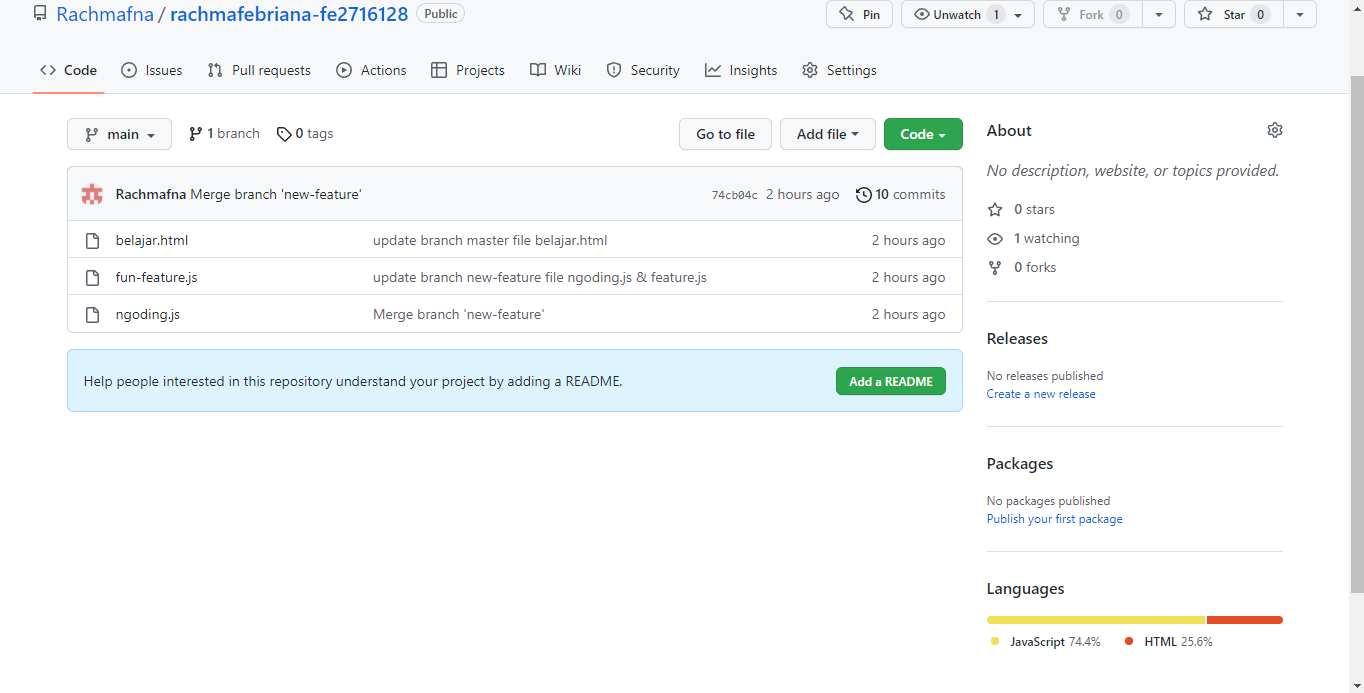 Rachmafna / rachmafebriana-fe2716128 Public
Pin Unwatch 1 Fork 0 Star 0
Code Issues Pull requests Actions Projects Wiki Security Insights Settings
main 1 branch 0 tags Go to file Add file Code
Rachmafna Merge branch 'new-feature' 74cb04c 2 hours ago 10 commits
belajar.html update branch master file belajar.html 2 hours ago
fun-feature.js update branch new-feature file ngoding.js & feature.js 2 hours ago
ngoding.js Merge branch 'new-feature' 2 hours ago
Help people interested in this repository understand your project by adding a README. Add a README
About
No description, website, or topics provided.
0 stars
1 watching
0 forks
Releases
No releases published
Create a new release
Packages
No packages published
Publish your first package
Languages
JavaScript 74.4% HTML 25.6%